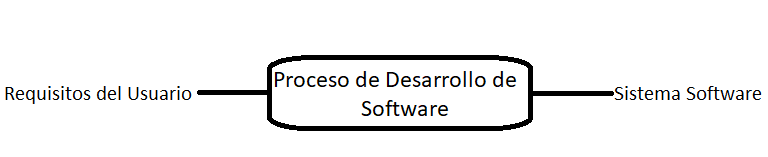 Requisitos del Usuario
Proceso de Desarrollo de
Software
Sistema Software